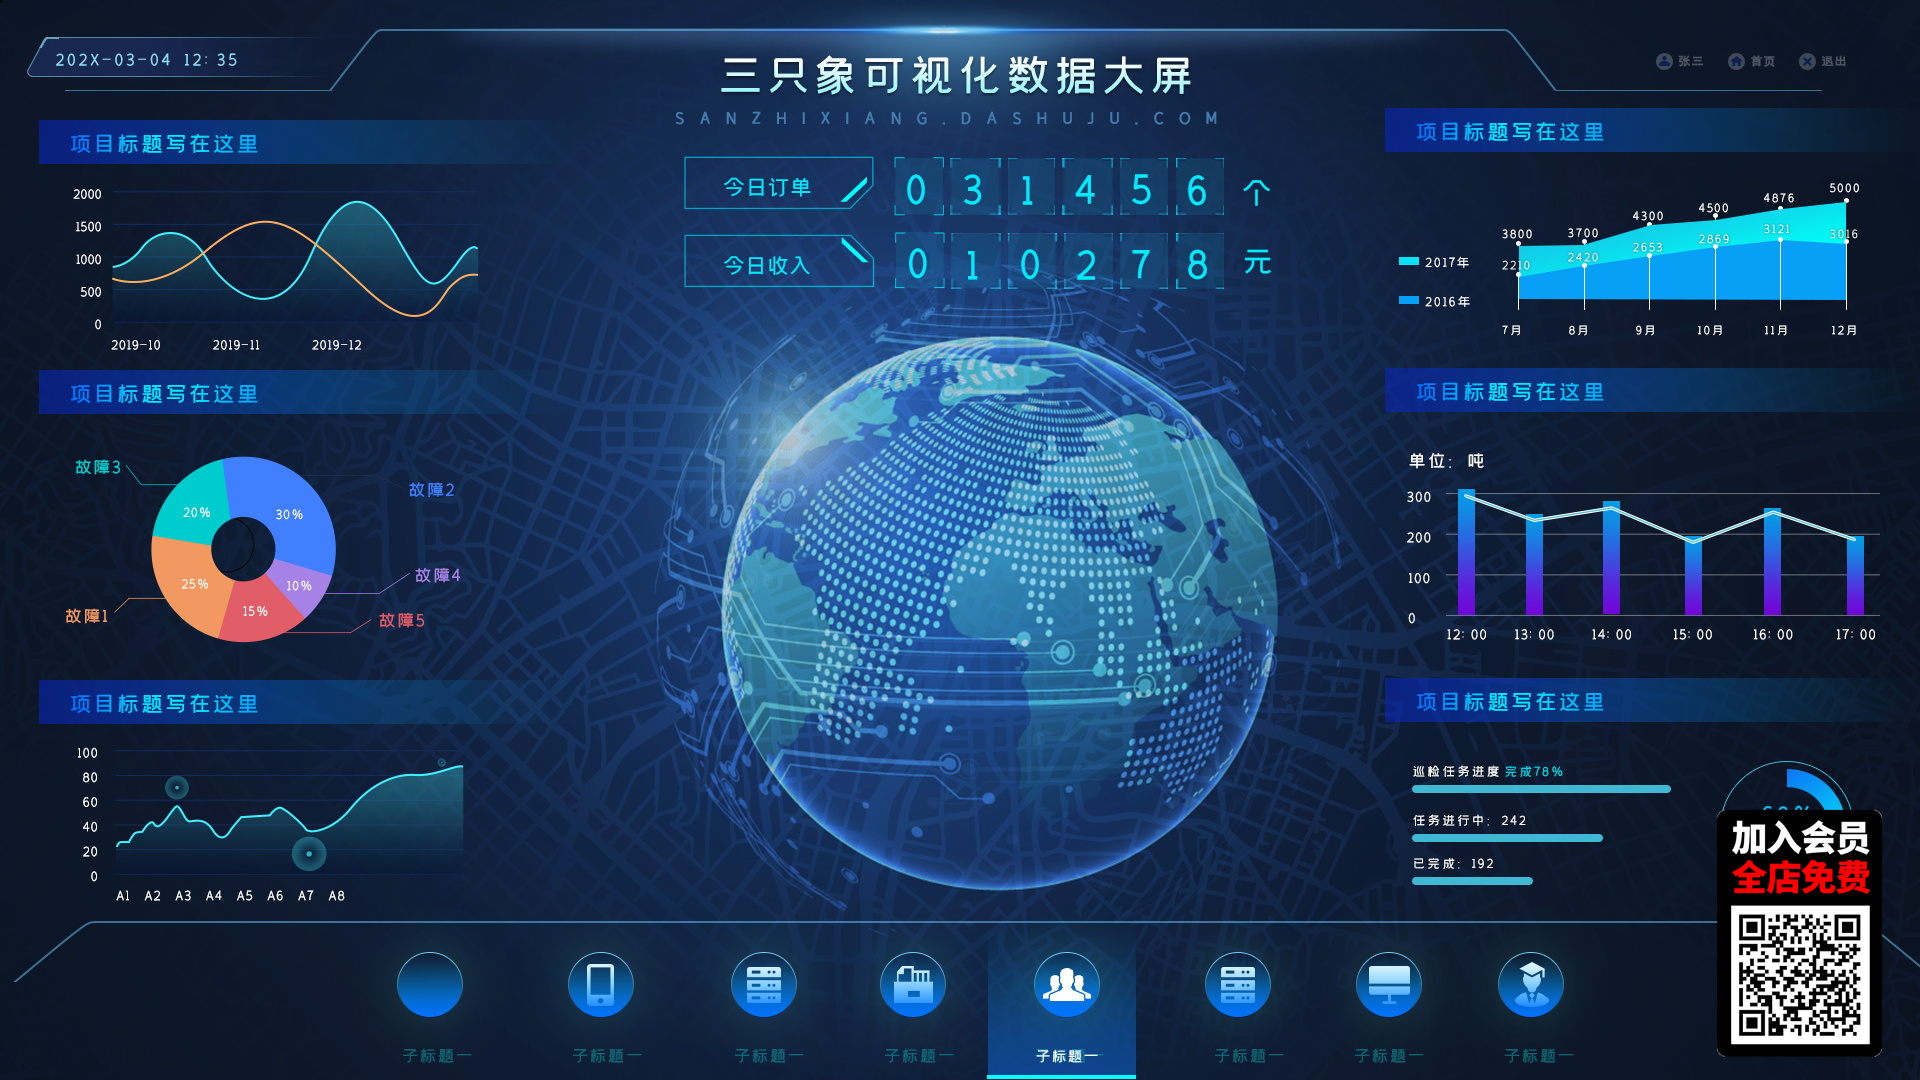 202X-03-04 12: 35
三只象可视化数据大屏
SANZHIXIANG.DASHUJU.COM
张三 首页 退出
今日订单 0 3 1 4 5 6 个
今日收入 0 1 0 2 7 8 元
项目标题写在这里
2000
1500
1000
500
0
2019-10 2019-11 2019-12
项目标题写在这里
故障3
故障2
故障4
故障1
故障5
20%
30%
25%
10%
15%
项目标题写在这里
100
80
60
40
20
0
A1 A2 A3 A4 A5 A6 A7 A8
项目标题写在这里
2017年
2016年
3800 3700 4300 4500 4876 5000
2210 2420 2653 2869 3121 3016
7月 8月 9月 10月 11月 12月
项目标题写在这里
单位: 吨
300
200
100
0
12: 00 13: 00 14: 00 15: 00 16: 00 17: 00
项目标题写在这里
巡检任务进度 完成78%
任务进行中: 242
已完成: 192
加入会员
全店免费
子标题一 子标题一 子标题一 子标题一 子标题一 子标题一 子标题一 子标题一